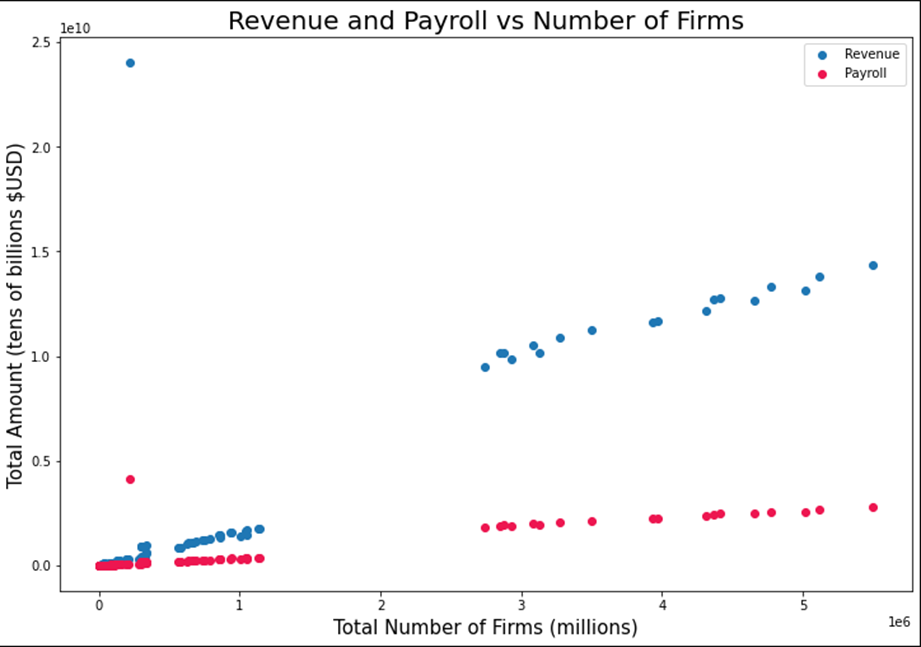 Revenue and Payroll vs Number of Firms
1e10
2.5
2.0
1.5
1.0
0.5
0.0
Total Amount (tens of billions $USD)
Revenue
Payroll
0 1 2 3 4 5
1e6
Total Number of Firms (millions)